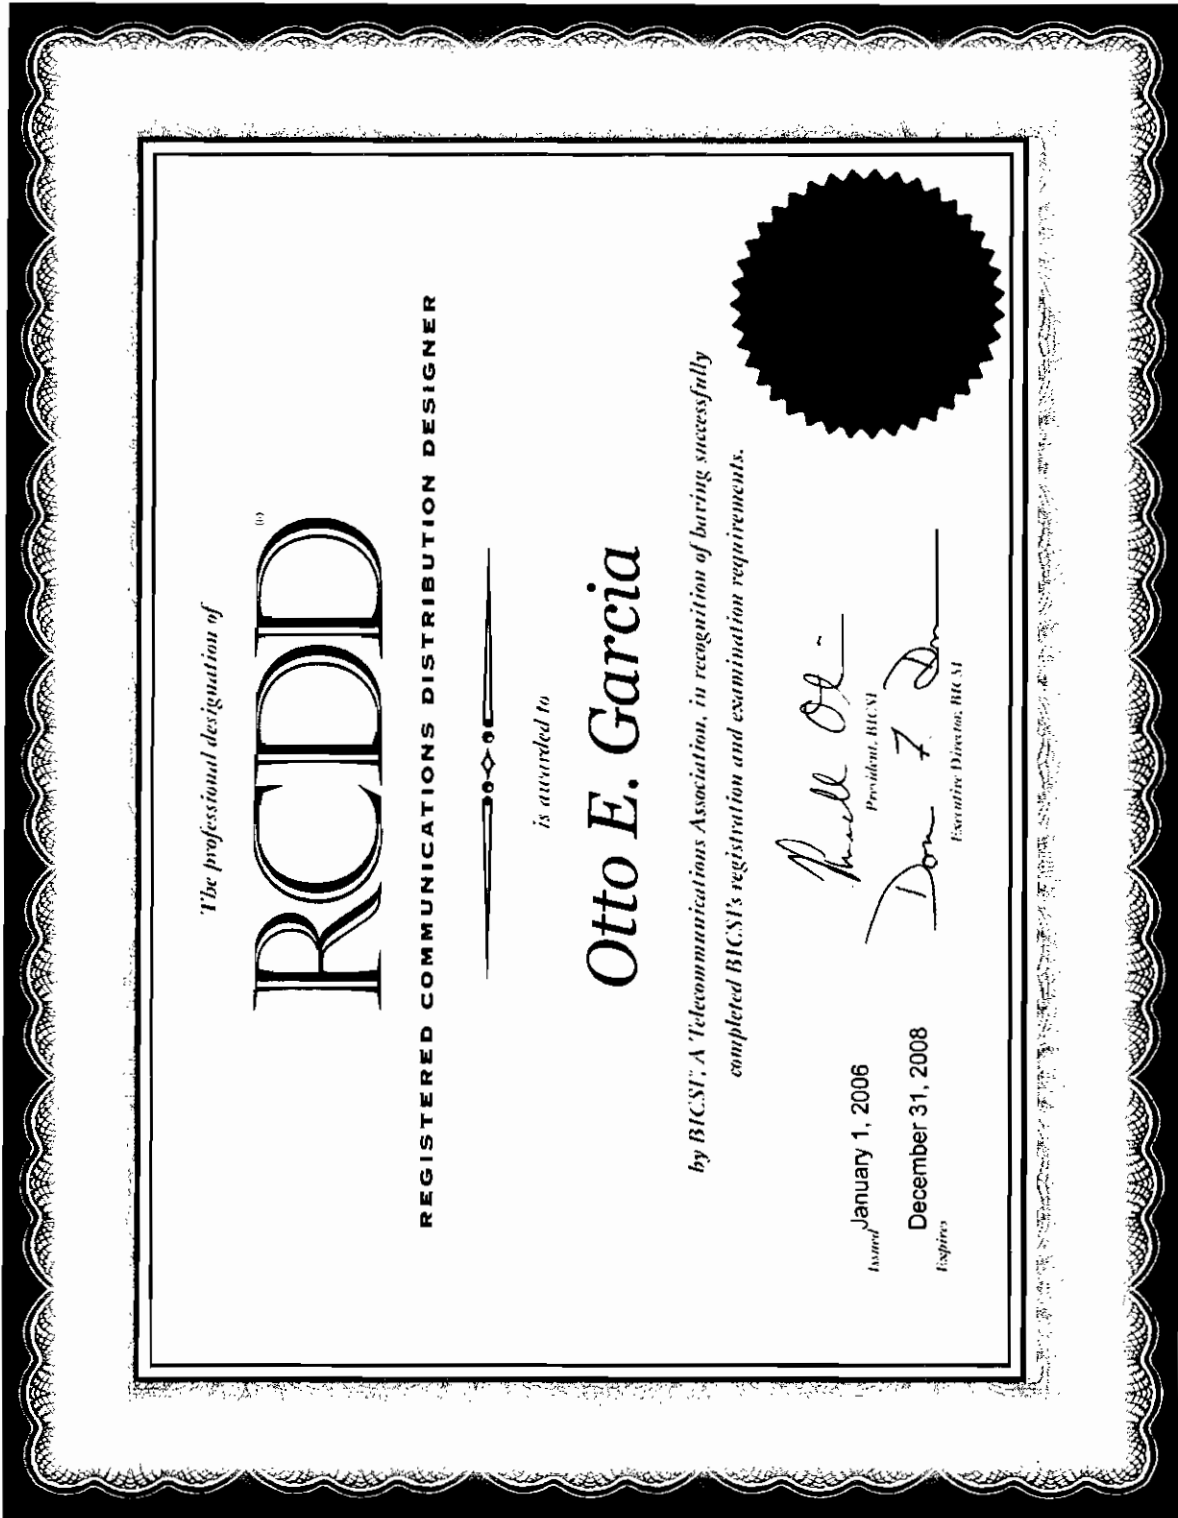 The professional designation of
RCDD®
REGISTERED COMMUNICATIONS DISTRIBUTION DESIGNER
is awarded to
Otto E. Garcia
by BICSI®, A Telecommunications Association, in recognition of having successfully
completed BICSI's registration and examination requirements.
Issued January 1, 2006
President, BICSI
Expires December 31, 2008
Executive Director, BICSI